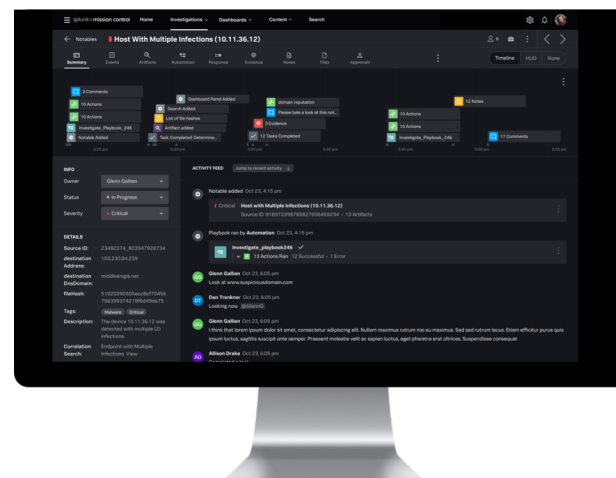 splunk> mission control Home Investigations Dashboards Content Search
Notables Host With Multiple Infections (10.11.36.12)
Summary Events Artifacts Automation Response Evidence Notes Files Approvals
Timeline HUD None
3 Comments
10 Actions
10 Actions
Investigate_Playbook_246
Notable Added
Dashboard Panel Added
Search Added
List of file hashes
Artifact added
Task Completed Determine...
domain reputation
Please take a look at this not...
3 Evidence
12 Tasks Completed
10 Actions
10 Actions
Investigate_Playbook_246
12 Notes
17 Comments
INFO
Owner Glenn Gallien
Status In Progress
Severity Critical
DETAILS
Source ID: 23482374_823947928734
destination Address: 103.230.84.239
destination DnsDomain:
fileHash:
Tags: Malware Critical
Description: The device 10.11.36.12 was detected with multiple (2) infections
Correlation Search: Endpoint with Multiple Infections View
ACTIVITY FEED Jump to recent activity
Notable added Oct 23, 4:15 pm
Critical Host with Multiple Infections (10.11.36.12)
Source ID • 13 Artifacts
Playbook ran by Automation Oct 23, 4:15 pm
Investigate_playbook246
13 Actions Ran 12 Successful • 1 Error
GG Glenn Gallien Oct 23, 6:05 pm
Look at www.suspiciousdomain.com
DT Dan Trenkner Oct 23, 6:05 pm
Looking now @GlennG
GG Glenn Gallien Oct 23, 6:05 pm
I think that lorem ipsum dolor sit amet, consectetur adipiscing elit. Nullam maximus rutrum nisi eu maximus. Sed sed rutrum lacus. Etiam efficitur purus quis
ipsum luctus, sagittis suscipit ante semper. Praesent molestie velit ac sapien luctus, eget pharetra erat ultrices. Suspendisse consequat
AD Allison Drake Oct 23, 6:05 pm